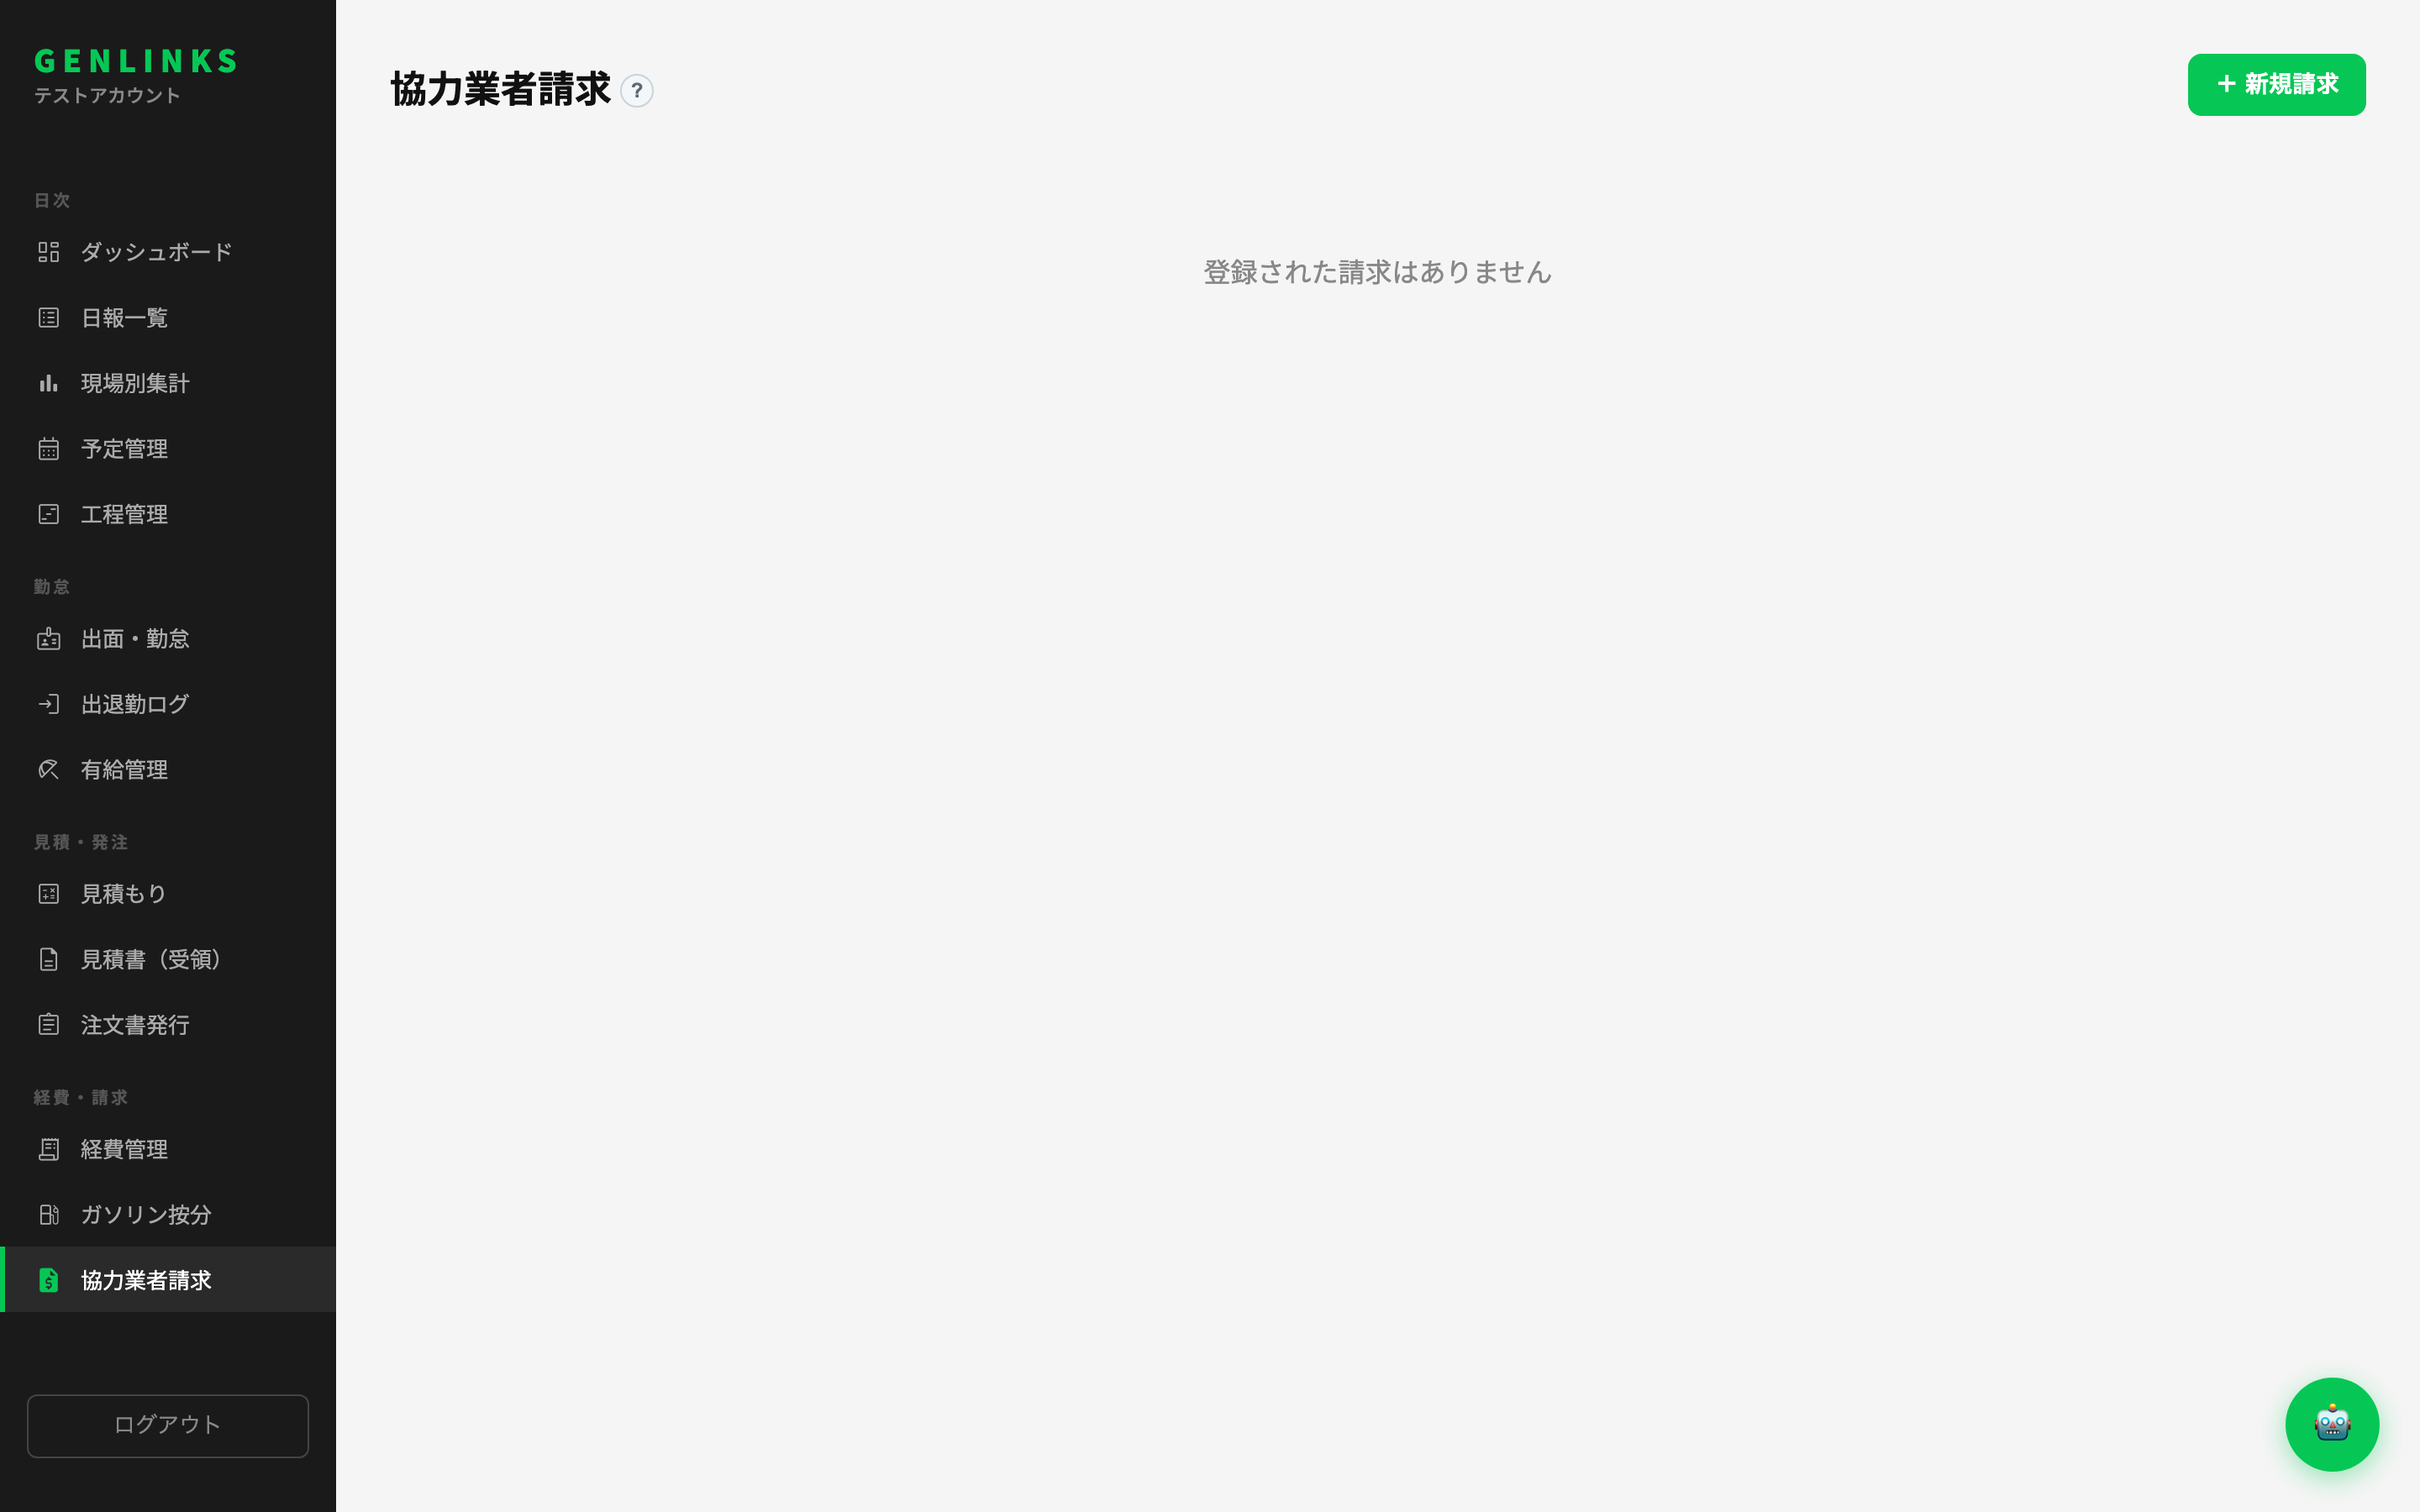 GENLINKS
テストアカウント
日次
ダッシュボード
日報一覧
現場別集計
予定管理
工程管理
勤怠
出面・勤怠
出退勤ログ
有給管理
見積・発注
見積もり
見積書（受領）
注文書発行
経費・請求
経費管理
ガソリン按分
協力業者請求
ログアウト
協力業者請求 ?
+ 新規請求
登録された請求はありません